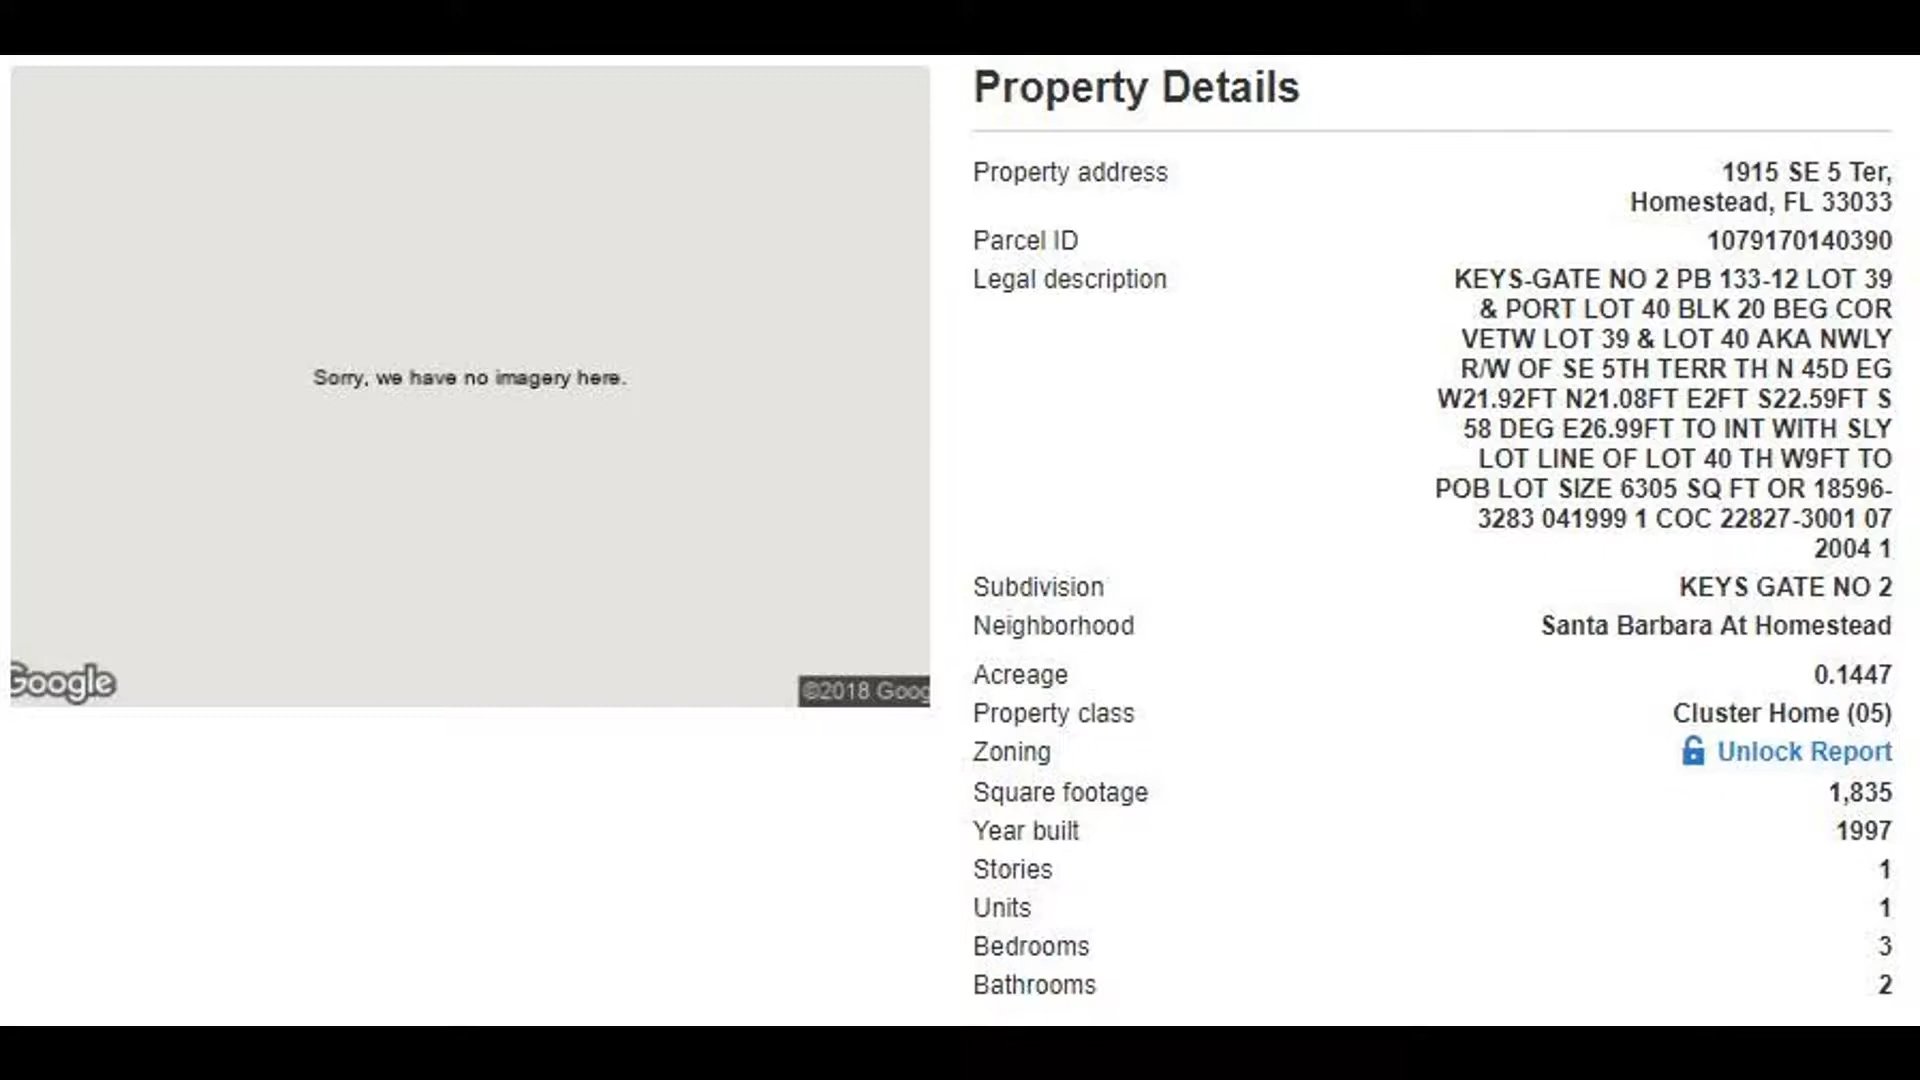 Sorry, we have no imagery here.
Google
©2018 Goog
Property Details
Property address 1915 SE 5 Ter,
Homestead, FL 33033
Parcel ID 1079170140390
Legal description KEYS-GATE NO 2 PB 133-12 LOT 39
& PORT LOT 40 BLK 20 BEG COR
VETW LOT 39 & LOT 40 AKA NWLY
R/W OF SE 5TH TERR TH N 45D EG
W21.92FT N21.08FT E2FT S22.59FT S
58 DEG E26.99FT TO INT WITH SLY
LOT LINE OF LOT 40 TH W9FT TO
POB LOT SIZE 6305 SQ FT OR 18596-
3283 041999 1 COC 22827-3001 07
2004 1
Subdivision KEYS GATE NO 2
Neighborhood Santa Barbara At Homestead
Acreage 0.1447
Property class Cluster Home (05)
Zoning Unlock Report
Square footage 1,835
Year built 1997
Stories 1
Units 1
Bedrooms 3
Bathrooms 2